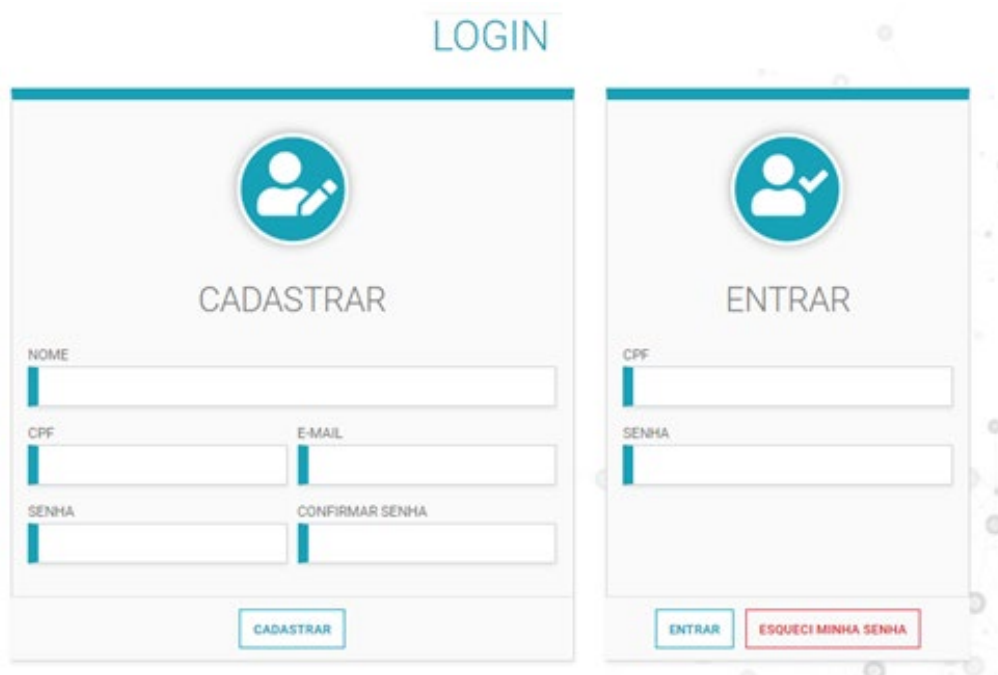 LOGIN
CADASTRAR
NOME
CPF
E-MAIL
SENHA
CONFIRMAR SENHA
CADASTRAR
ENTRAR
CPF
SENHA
ENTRAR
ESQUECI MINHA SENHA